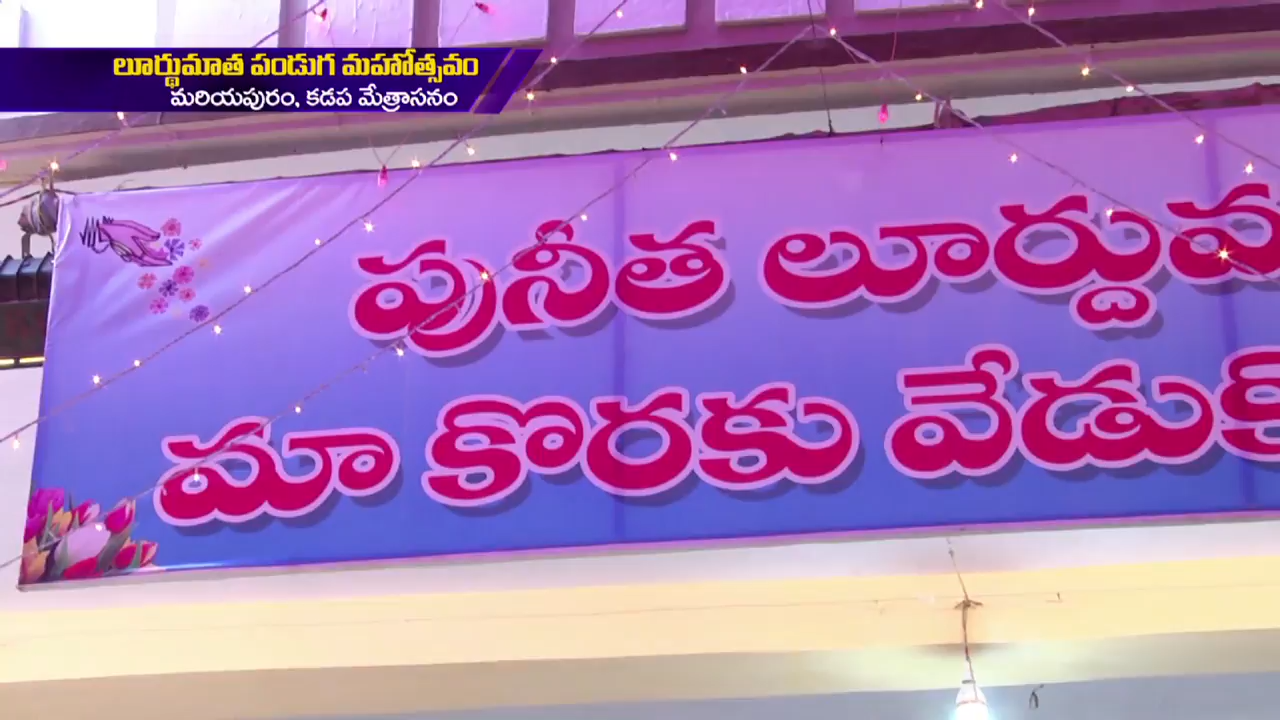 లూర్థుమాత పండుగ మహోత్సవం
మరియపురం, కడప మేత్రాసనం
పునీత లూర్దు
మా కొరకు